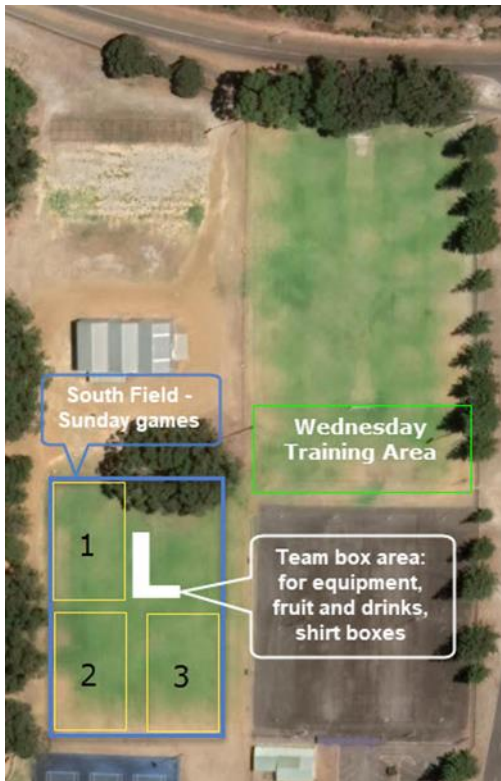 South Field -
Sunday games
Wednesday
Training Area
1
Team box area:
for equipment,
fruit and drinks,
shirt boxes
2
3